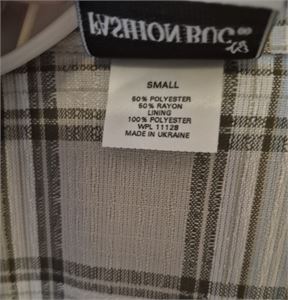 FASHION BUG®
SMALL
50% POLYESTER
50% RAYON
LINING
100% POLYESTER
WPL 11128
MADE IN UKRAINE